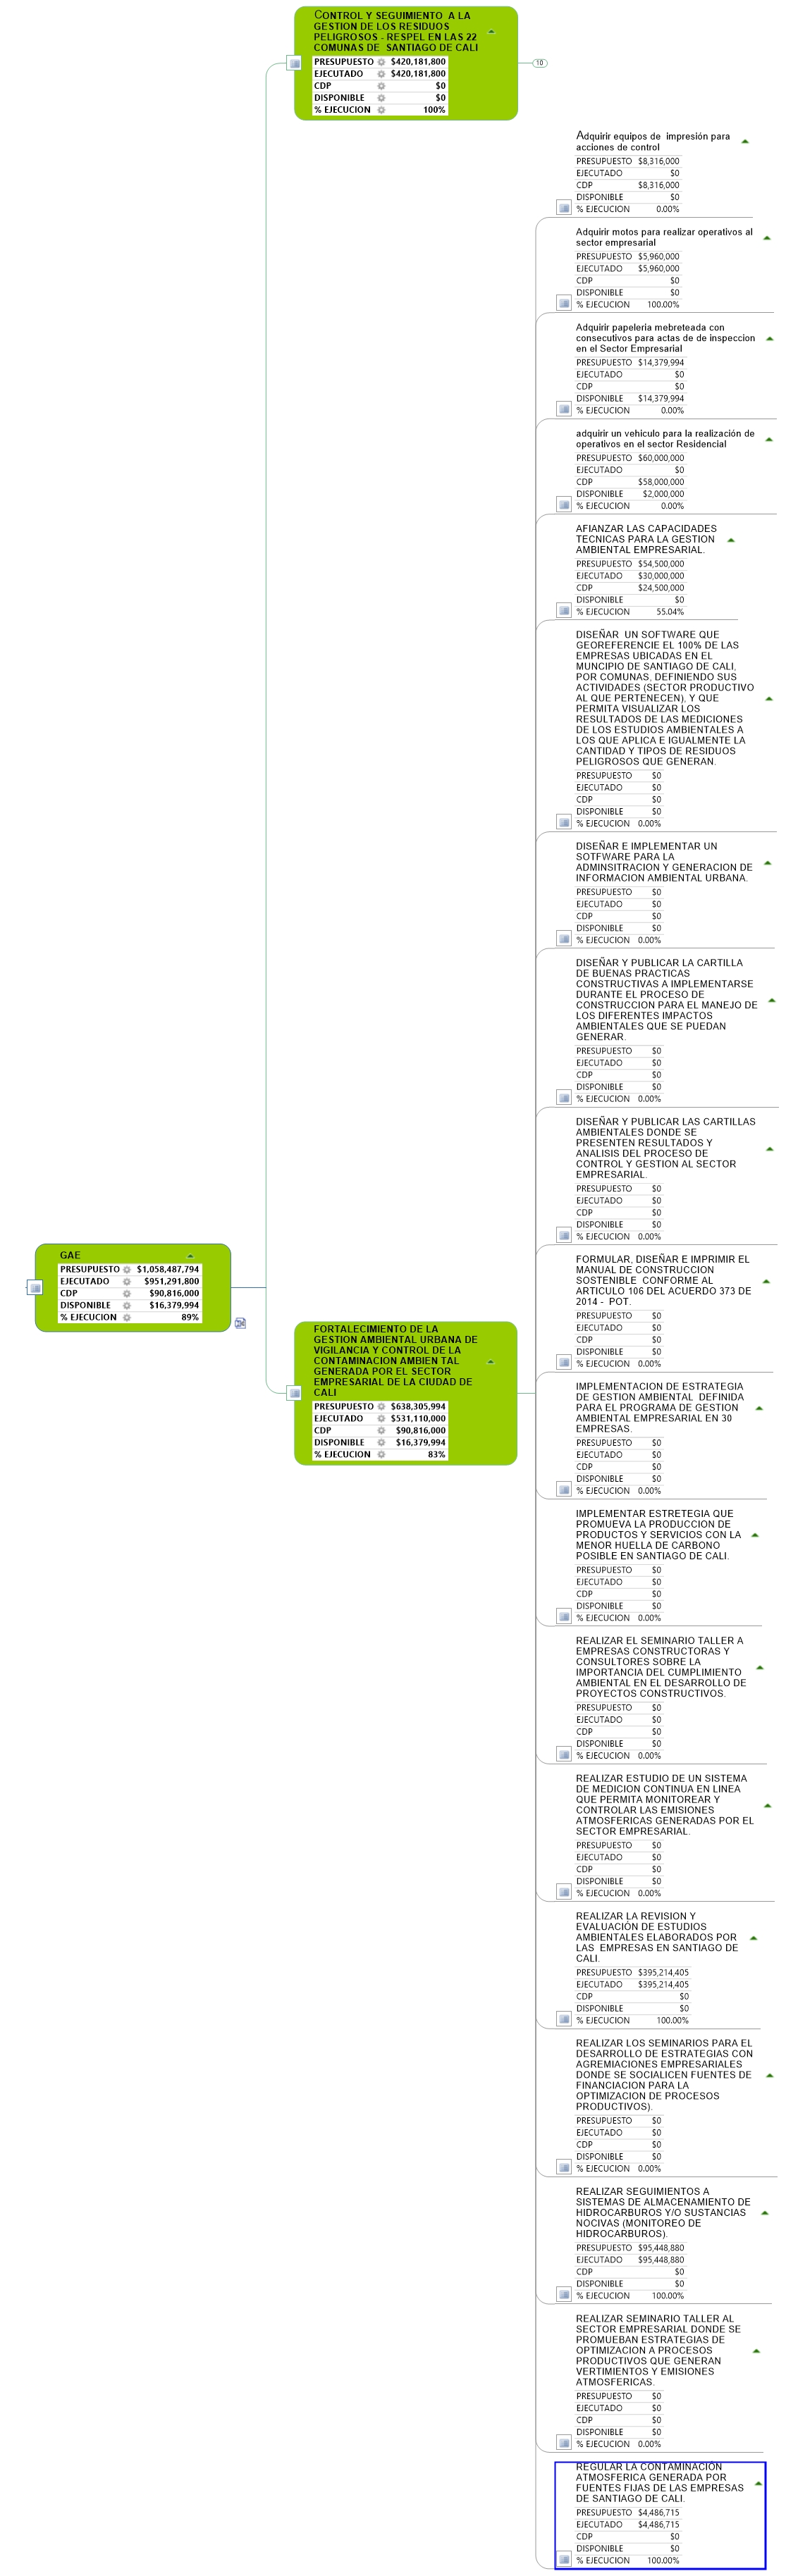 CONTROL Y SEGUIMIENTO A LA
GESTION DE LOS RESIDUOS
PELIGROSOS - RESPEL EN LAS 22
COMUNAS DE SANTIAGO DE CALI
PRESUPUESTO $420,181,800
EJECUTADO $420,181,800
CDP $0
DISPONIBLE $0
% EJECUCION 100%
10
Adquirir equipos de impresión para
acciones de control
PRESUPUESTO $8,316,000
EJECUTADO $0
CDP $8,316,000
DISPONIBLE $0
% EJECUCION 0.00%
Adquirir motos para realizar operativos al
sector empresarial
PRESUPUESTO $5,960,000
EJECUTADO $5,960,000
CDP $0
DISPONIBLE $0
% EJECUCION 100.00%
Adquirir papeleria mebreteada con
consecutivos para actas de de inspeccion
en el Sector Empresarial
PRESUPUESTO $14,379,994
EJECUTADO $0
CDP $0
DISPONIBLE $14,379,994
% EJECUCION 0.00%
adquirir un vehiculo para la realización de
operativos en el sector Residencial
PRESUPUESTO $60,000,000
EJECUTADO $0
CDP $58,000,000
DISPONIBLE $2,000,000
% EJECUCION 0.00%
AFIANZAR LAS CAPACIDADES
TECNICAS PARA LA GESTION
AMBIENTAL EMPRESARIAL.
PRESUPUESTO $54,500,000
EJECUTADO $30,000,000
CDP $24,500,000
DISPONIBLE $0
% EJECUCION 55.04%
DISEÑAR UN SOFTWARE QUE
GEOREFERENCIE EL 100% DE LAS
EMPRESAS UBICADAS EN EL
MUNCIPIO DE SANTIAGO DE CALI,
POR COMUNAS, DEFINIENDO SUS
ACTIVIDADES (SECTOR PRODUCTIVO
AL QUE PERTENECEN), Y QUE
PERMITA VISUALIZAR LOS
RESULTADOS DE LAS MEDICIONES
DE LOS ESTUDIOS AMBIENTALES A
LOS QUE APLICA E IGUALMENTE LA
CANTIDAD Y TIPOS DE RESIDUOS
PELIGROSOS QUE GENERAN.
PRESUPUESTO $0
EJECUTADO $0
CDP $0
DISPONIBLE $0
% EJECUCION 0.00%
DISEÑAR E IMPLEMENTAR UN
SOTFWARE PARA LA
ADMINSITRACION Y GENERACION DE
INFORMACION AMBIENTAL URBANA.
PRESUPUESTO $0
EJECUTADO $0
CDP $0
DISPONIBLE $0
% EJECUCION 0.00%
DISEÑAR Y PUBLICAR LA CARTILLA
DE BUENAS PRACTICAS
CONSTRUCTIVAS A IMPLEMENTARSE
DURANTE EL PROCESO DE
CONSTRUCCION PARA EL MANEJO DE
LOS DIFERENTES IMPACTOS
AMBIENTALES QUE SE PUEDAN
GENERAR.
PRESUPUESTO $0
EJECUTADO $0
CDP $0
DISPONIBLE $0
% EJECUCION 0.00%
DISEÑAR Y PUBLICAR LAS CARTILLAS
AMBIENTALES DONDE SE
PRESENTEN RESULTADOS Y
ANALISIS DEL PROCESO DE
CONTROL Y GESTION AL SECTOR
EMPRESARIAL.
PRESUPUESTO $0
EJECUTADO $0
CDP $0
DISPONIBLE $0
% EJECUCION 0.00%
GAE
PRESUPUESTO $1,058,487,794
EJECUTADO $951,291,800
CDP $90,816,000
DISPONIBLE $16,379,994
% EJECUCION 89%
FORMULAR, DISEÑAR E IMPRIMIR EL
MANUAL DE CONSTRUCCION
SOSTENIBLE CONFORME AL
ARTICULO 106 DEL ACUERDO 373 DE
2014 - POT.
PRESUPUESTO $0
EJECUTADO $0
CDP $0
DISPONIBLE $0
% EJECUCION 0.00%
FORTALECIMIENTO DE LA
GESTION AMBIENTAL URBANA DE
VIGILANCIA Y CONTROL DE LA
CONTAMINACION AMBIEN TAL
GENERADA POR EL SECTOR
EMPRESARIAL DE LA CIUDAD DE
CALI
PRESUPUESTO $638,305,994
EJECUTADO $531,110,000
CDP $90,816,000
DISPONIBLE $16,379,994
% EJECUCION 83%
IMPLEMENTACION DE ESTRATEGIA
DE GESTION AMBIENTAL DEFINIDA
PARA EL PROGRAMA DE GESTION
AMBIENTAL EMPRESARIAL EN 30
EMPRESAS.
PRESUPUESTO $0
EJECUTADO $0
CDP $0
DISPONIBLE $0
% EJECUCION 0.00%
IMPLEMENTAR ESTRETEGIA QUE
PROMUEVA LA PRODUCCION DE
PRODUCTOS Y SERVICIOS CON LA
MENOR HUELLA DE CARBONO
POSIBLE EN SANTIAGO DE CALI.
PRESUPUESTO $0
EJECUTADO $0
CDP $0
DISPONIBLE $0
% EJECUCION 0.00%
REALIZAR EL SEMINARIO TALLER A
EMPRESAS CONSTRUCTORAS Y
CONSULTORES SOBRE LA
IMPORTANCIA DEL CUMPLIMIENTO
AMBIENTAL EN EL DESARROLLO DE
PROYECTOS CONSTRUCTIVOS.
PRESUPUESTO $0
EJECUTADO $0
CDP $0
DISPONIBLE $0
% EJECUCION 0.00%
REALIZAR ESTUDIO DE UN SISTEMA
DE MEDICION CONTINUA EN LINEA
QUE PERMITA MONITOREAR Y
CONTROLAR LAS EMISIONES
ATMOSFERICAS GENERADAS POR EL
SECTOR EMPRESARIAL.
PRESUPUESTO $0
EJECUTADO $0
CDP $0
DISPONIBLE $0
% EJECUCION 0.00%
REALIZAR LA REVISION Y
EVALUACIÓN DE ESTUDIOS
AMBIENTALES ELABORADOS POR
LAS EMPRESAS EN SANTIAGO DE
CALI.
PRESUPUESTO $395,214,405
EJECUTADO $395,214,405
CDP $0
DISPONIBLE $0
% EJECUCION 100.00%
REALIZAR LOS SEMINARIOS PARA EL
DESARROLLO DE ESTRATEGIAS CON
AGREMIACIONES EMPRESARIALES
DONDE SE SOCIALICEN FUENTES DE
FINANCIACION PARA LA
OPTIMIZACION DE PROCESOS
PRODUCTIVOS).
PRESUPUESTO $0
EJECUTADO $0
CDP $0
DISPONIBLE $0
% EJECUCION 0.00%
REALIZAR SEGUIMIENTOS A
SISTEMAS DE ALMACENAMIENTO DE
HIDROCARBUROS Y/O SUSTANCIAS
NOCIVAS (MONITOREO DE
HIDROCARBUROS).
PRESUPUESTO $95,448,880
EJECUTADO $95,448,880
CDP $0
DISPONIBLE $0
% EJECUCION 100.00%
REALIZAR SEMINARIO TALLER AL
SECTOR EMPRESARIAL DONDE SE
PROMUEBAN ESTRATEGIAS DE
OPTIMIZACION A PROCESOS
PRODUCTIVOS QUE GENERAN
VERTIMIENTOS Y EMISIONES
ATMOSFERICAS.
PRESUPUESTO $0
EJECUTADO $0
CDP $0
DISPONIBLE $0
% EJECUCION 0.00%
REGULAR LA CONTAMINACIÓN
ATMOSFERICA GENERADA POR
FUENTES FIJAS DE LAS EMPRESAS
DE SANTIAGO DE CALI.
PRESUPUESTO $4,486,715
EJECUTADO $4,486,715
CDP $0
DISPONIBLE $0
% EJECUCION 100.00%